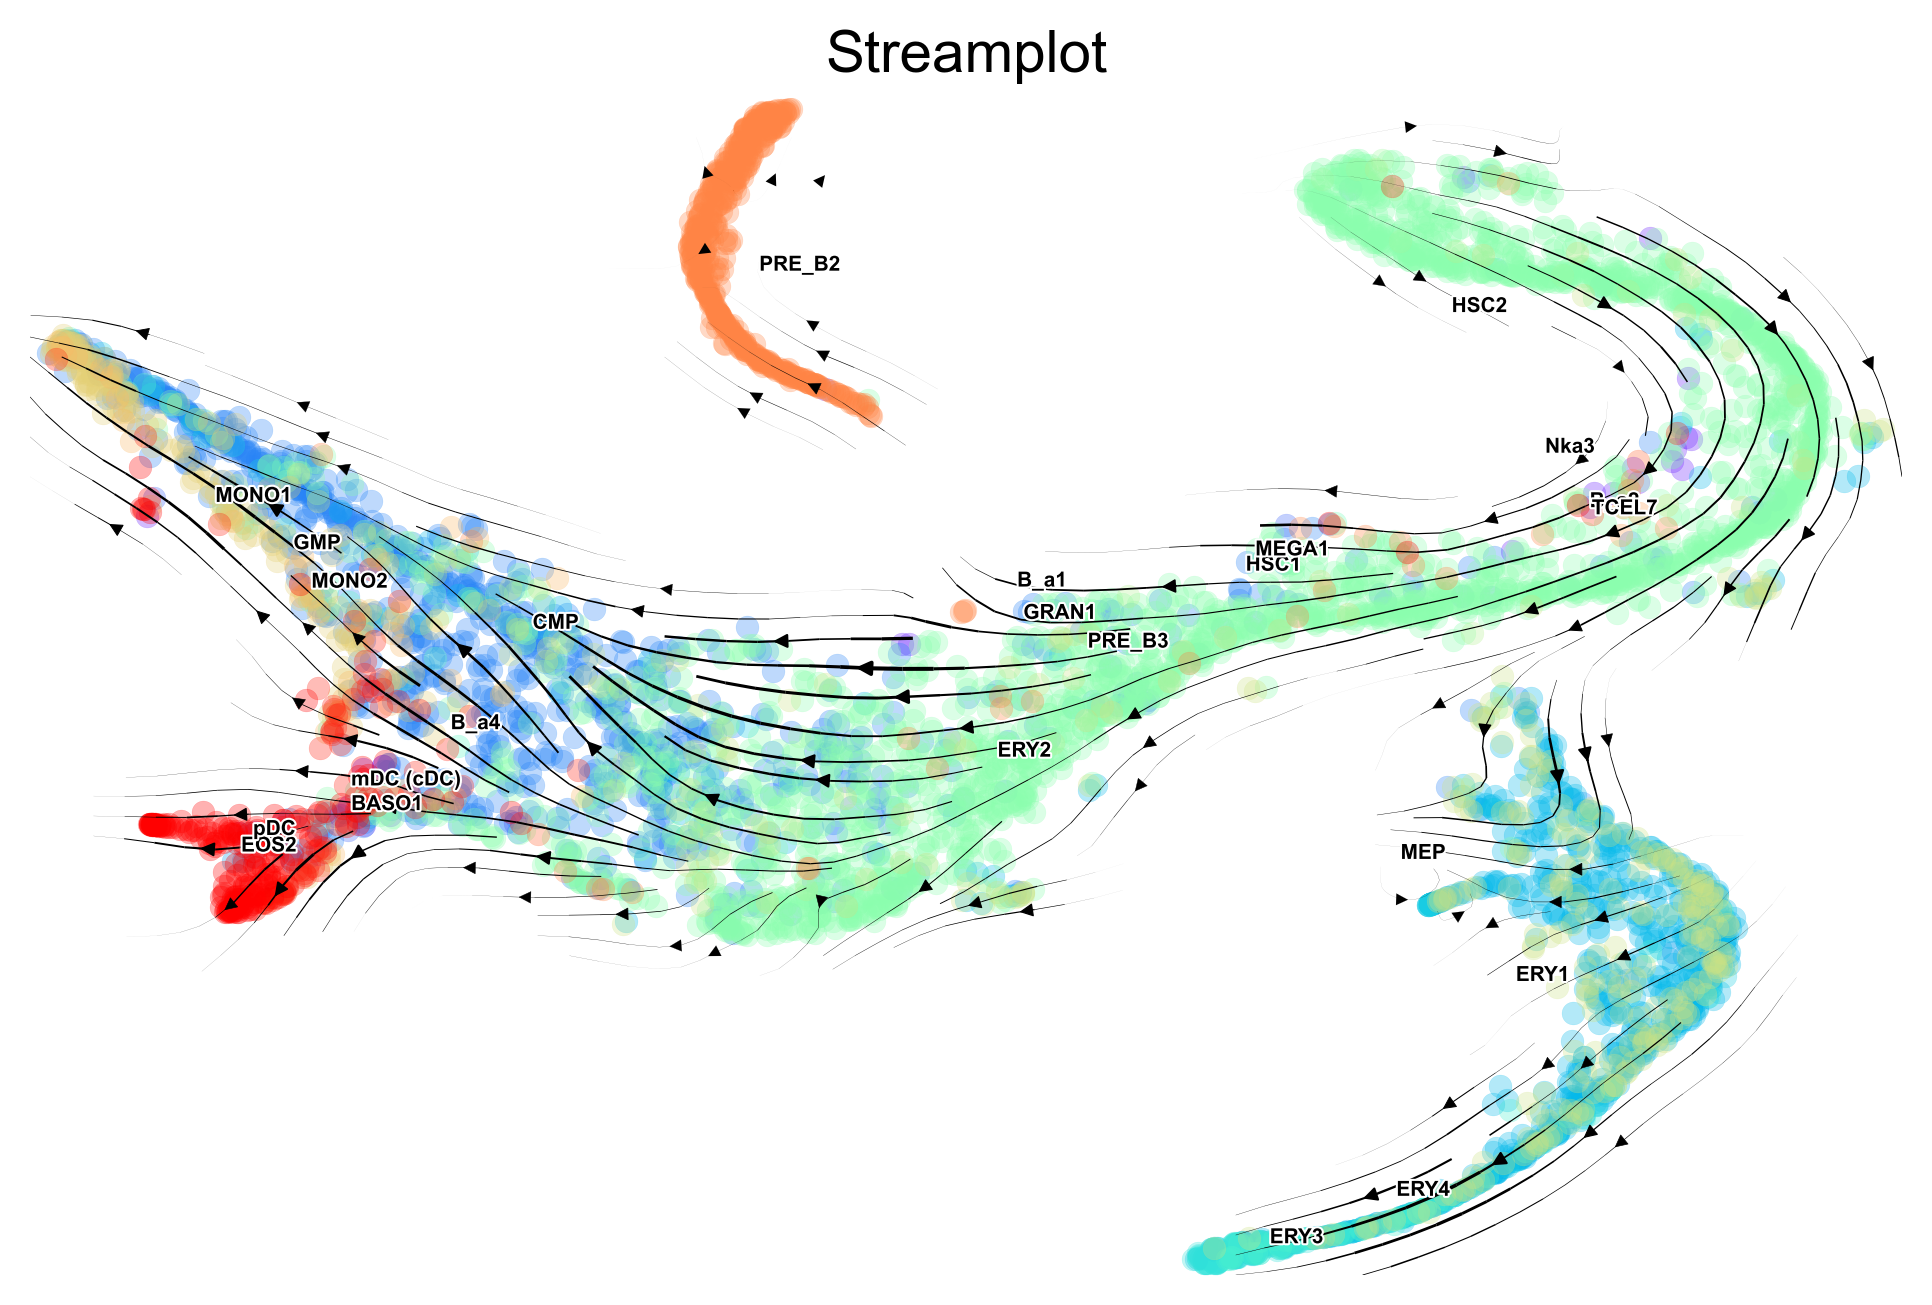 Streamplot
PRE_B2
HSC2
Nka3
TCEL7
MONO1
GMP
MEGA1
HSC1
MONO2
B_a1
GRAN1
CMP
PRE_B3
B_a4
ERY2
mDC (cDC)
BASO1
pDC
EOS2
MEP
ERY1
ERY4
ERY3